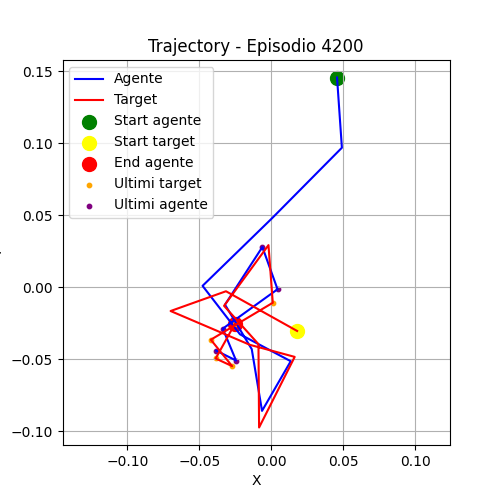 Trajectory - Episodio 4200
Agente
Target
Start agente
Start target
End agente
Ultimi target
Ultimi agente
0.15
0.10
0.05
0.00
−0.05
−0.10
−0.10
−0.05
0.00
0.05
0.10
X